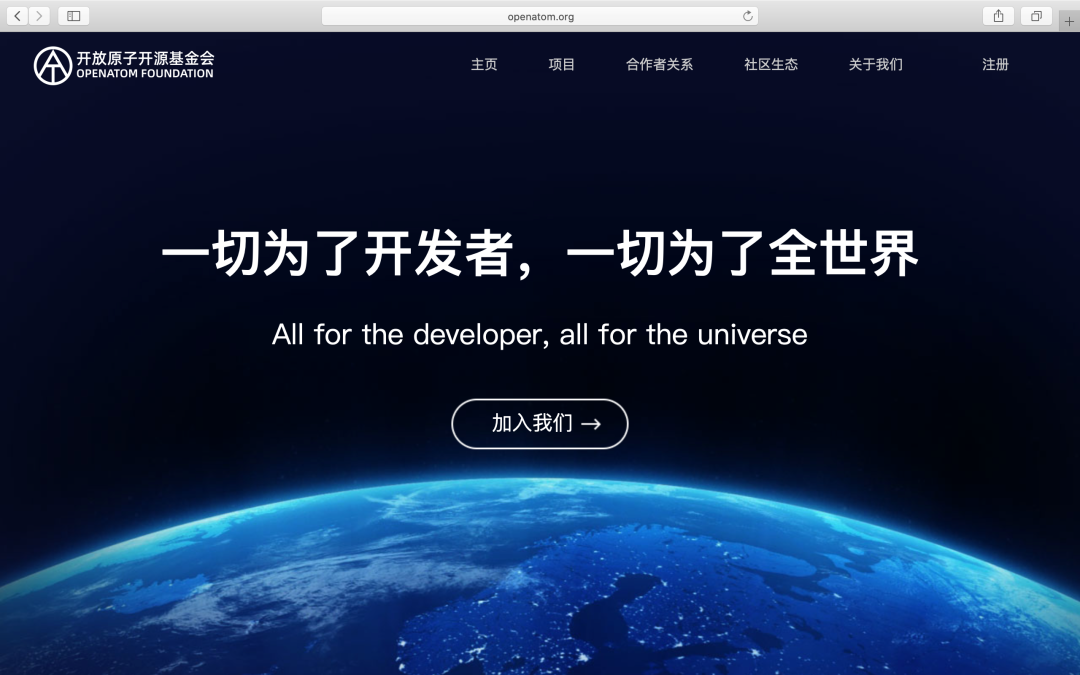 openatom.org
开放原子开源基金会
OPENATOM FOUNDATION
主页 项目 合作者关系 社区生态 关于我们 注册
一切为了开发者，一切为了全世界
All for the developer, all for the universe
加入我们 →